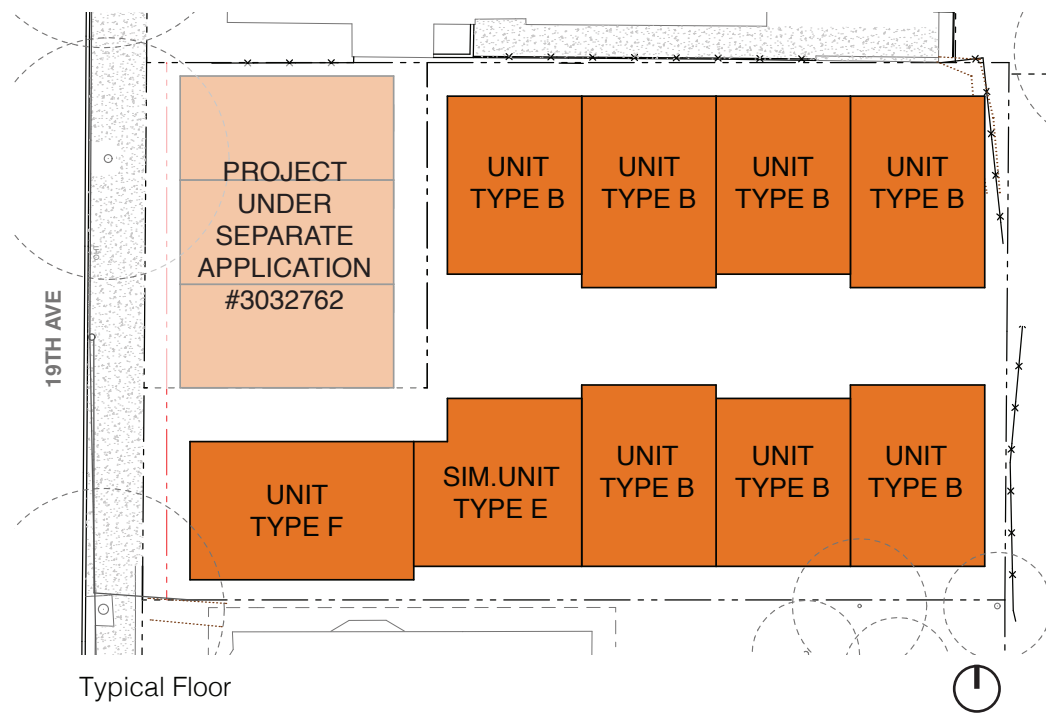 PROJECT
UNDER
SEPARATE
APPLICATION
#3032762
UNIT
TYPE B
UNIT
TYPE B
UNIT
TYPE B
UNIT
TYPE B
19TH AVE
UNIT
TYPE F
SIM.UNIT
TYPE E
UNIT
TYPE B
UNIT
TYPE B
UNIT
TYPE B
Typical Floor